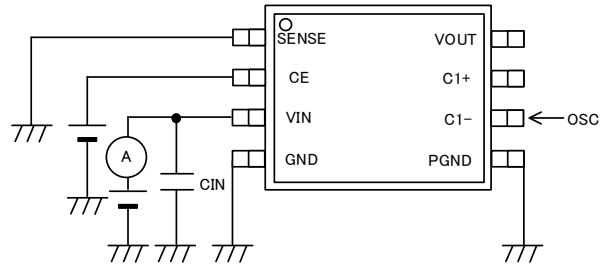 SENSE
VOUT
CE
C1+
VIN
C1−
OSC
A
GND
PGND
CIN